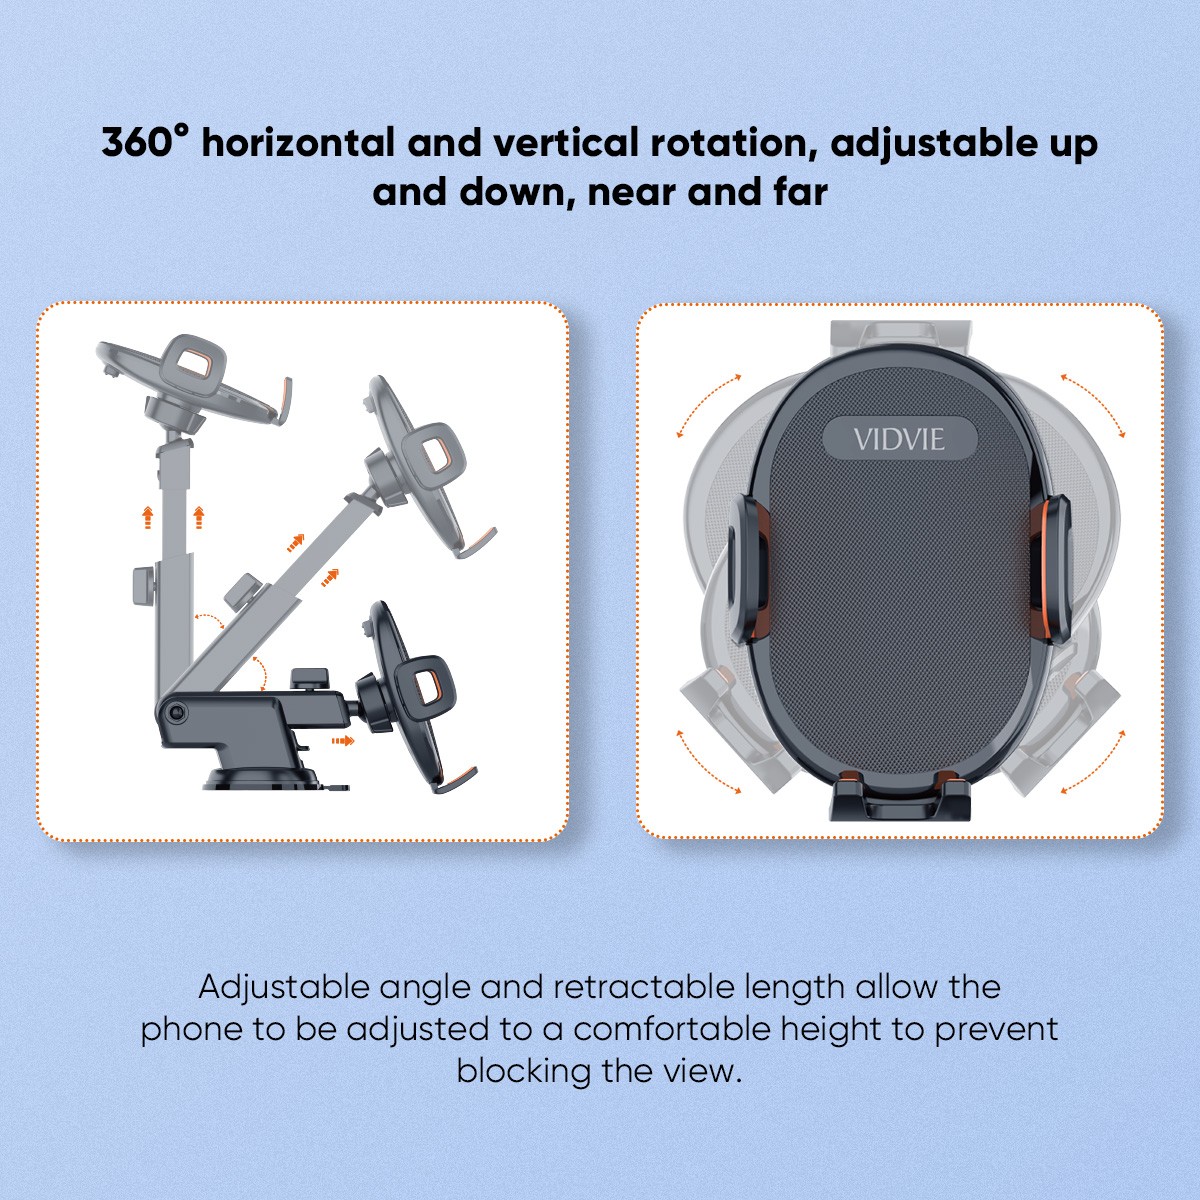 360° horizontal and vertical rotation, adjustable up
and down, near and far
VIDVIE
Adjustable angle and retractable length allow the
phone to be adjusted to a comfortable height to prevent
blocking the view.